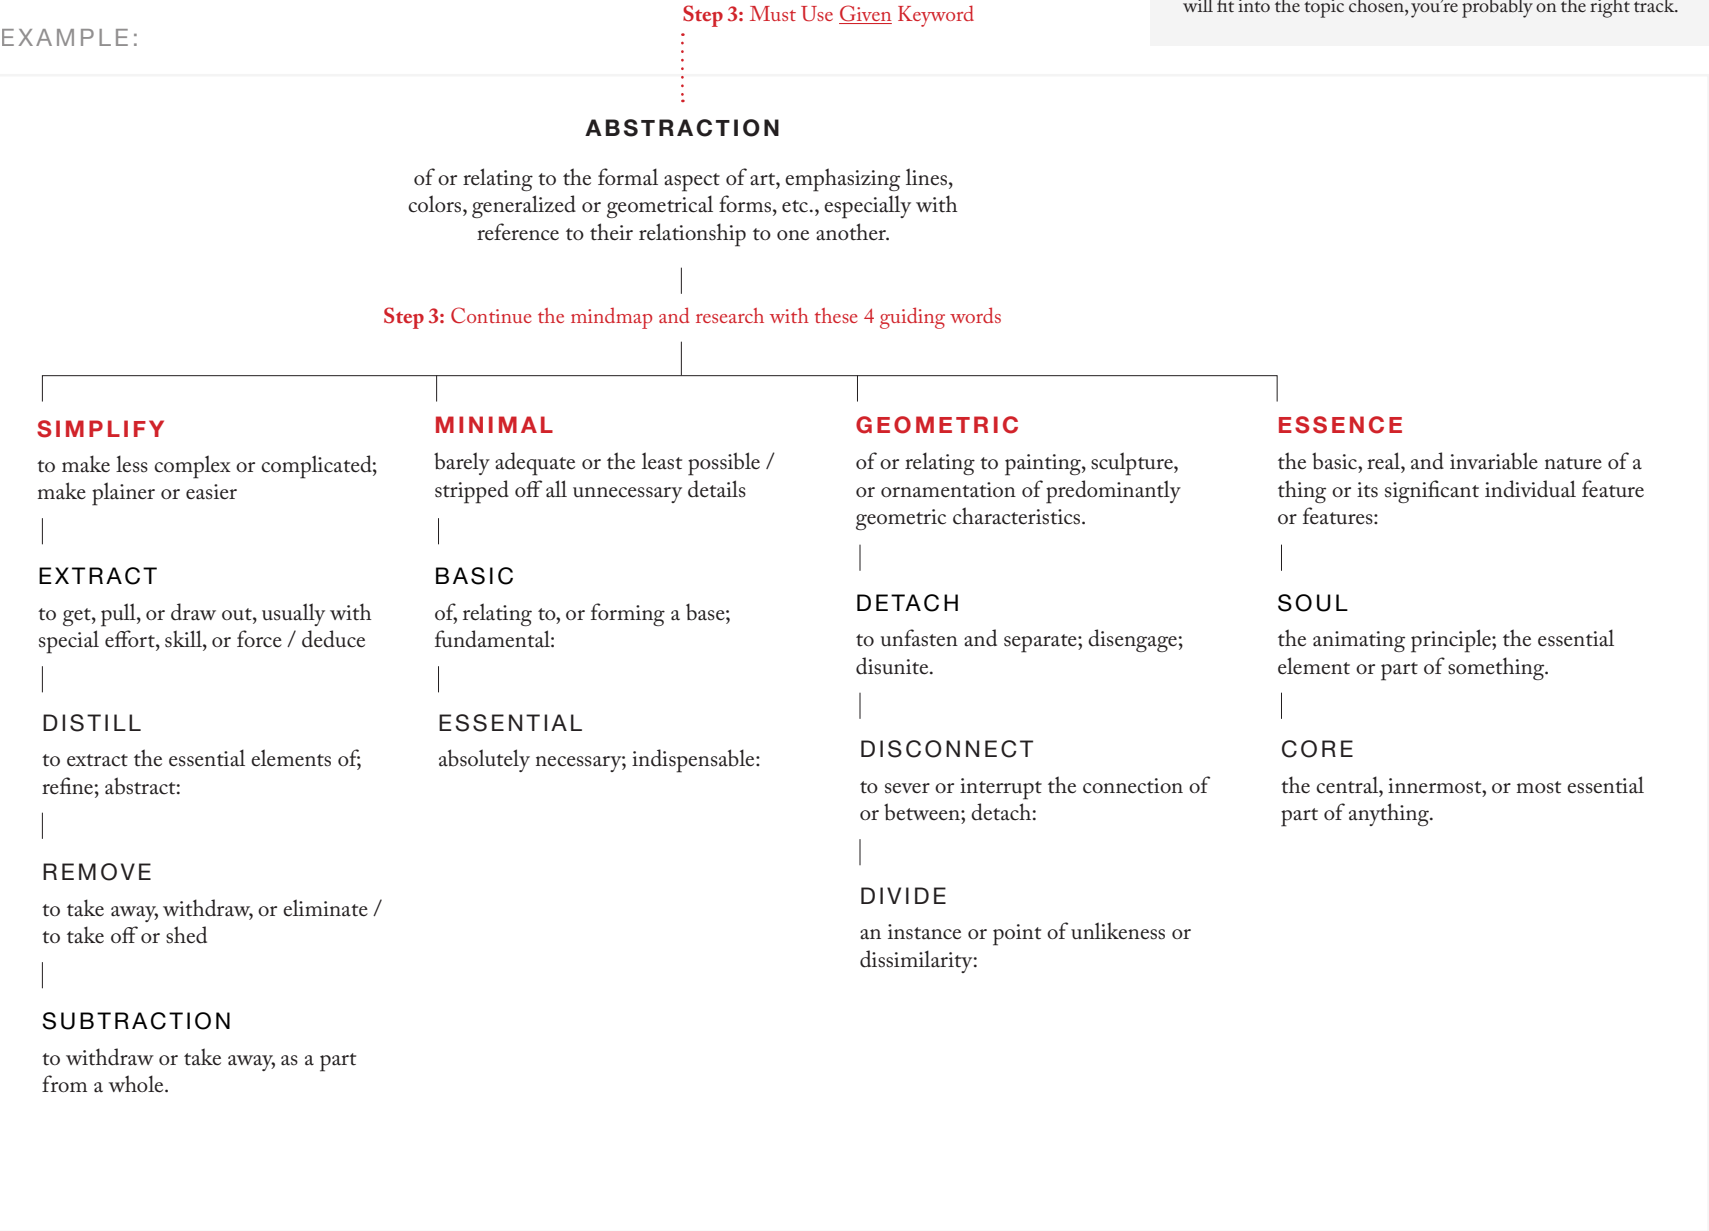 Step 3: Must Use Given Keyword
will fit into the topic chosen, you're probably on the right track.
EXAMPLE:
ABSTRACTION
of or relating to the formal aspect of art, emphasizing lines,
colors, generalized or geometrical forms, etc., especially with
reference to their relationship to one another.
Step 3: Continue the mindmap and research with these 4 guiding words
SIMPLIFY
to make less complex or complicated;
make plainer or easier
EXTRACT
to get, pull, or draw out, usually with
special effort, skill, or force / deduce
DISTILL
to extract the essential elements of;
refine; abstract:
REMOVE
to take away, withdraw, or eliminate /
to take off or shed
SUBTRACTION
to withdraw or take away, as a part
from a whole.
MINIMAL
barely adequate or the least possible /
stripped off all unnecessary details
BASIC
of, relating to, or forming a base;
fundamental:
ESSENTIAL
absolutely necessary; indispensable:
GEOMETRIC
of or relating to painting, sculpture,
or ornamentation of predominantly
geometric characteristics.
DETACH
to unfasten and separate; disengage;
disunite.
DISCONNECT
to sever or interrupt the connection of
or between; detach:
DIVIDE
an instance or point of unlikeness or
dissimilarity:
ESSENCE
the basic, real, and invariable nature of a
thing or its significant individual feature
or features:
SOUL
the animating principle; the essential
element or part of something.
CORE
the central, innermost, or most essential
part of anything.